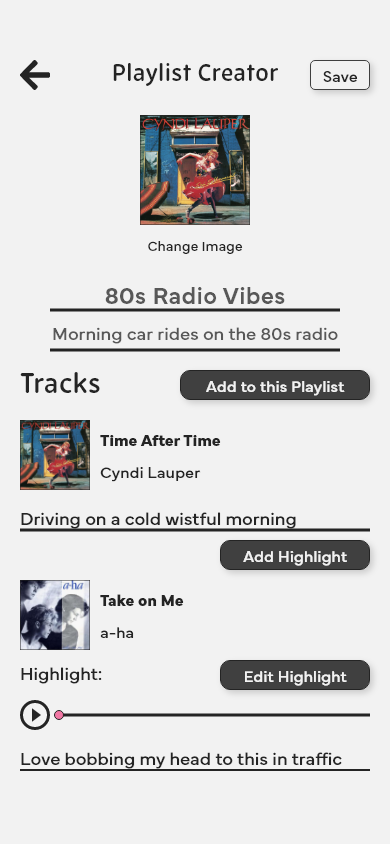 Playlist Creator
Save
CYNDI LAUPER
Change Image
80s Radio Vibes
Morning car rides on the 80s radio
Tracks
Add to this Playlist
Time After Time
Cyndi Lauper
Driving on a cold wistful morning
Add Highlight
a-ha
Take on Me
a-ha
Highlight:
Edit Highlight
Love bobbing my head to this in traffic